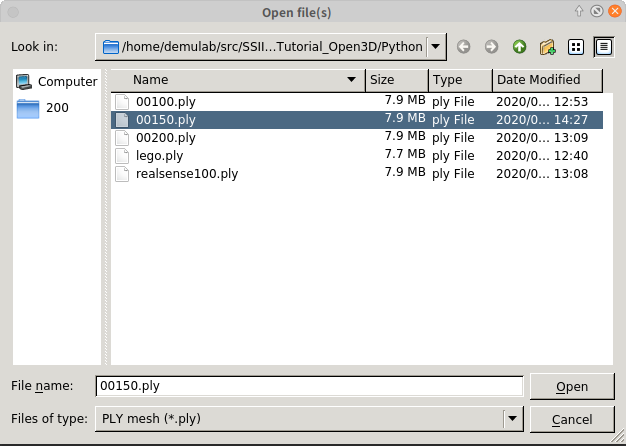 Open file(s)
Look in: /home/demulab/src/SSII...Tutorial_Open3D/Python
Computer
200
Name Size Type Date Modified
00100.ply 7.9 MB ply File 2020/0... 12:53
00150.ply 7.9 MB ply File 2020/0... 14:27
00200.ply 7.9 MB ply File 2020/0... 13:09
lego.ply 7.7 MB ply File 2020/0... 12:40
realsense100.ply 7.9 MB ply File 2020/0... 13:08
File name: 00150.ply Open
Files of type: PLY mesh (*.ply) Cancel